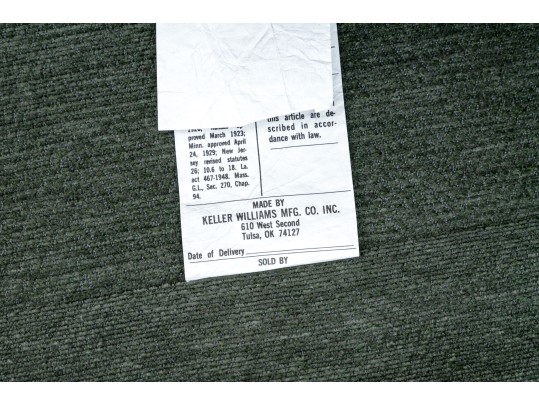 proved March 1923;
Minn. approved April
24, 1929; New Jer-
sey revised statutes
26; 10.6 to 18. La.
act 467-1948. Mass.
G.L., Sec. 270, Chap.
94.
this article are de-
scribed in accor-
dance with law.
MADE BY
KELLER WILLIAMS MFG. CO. INC.
610 West Second
Tulsa, OK 74127
Date of Delivery
SOLD BY